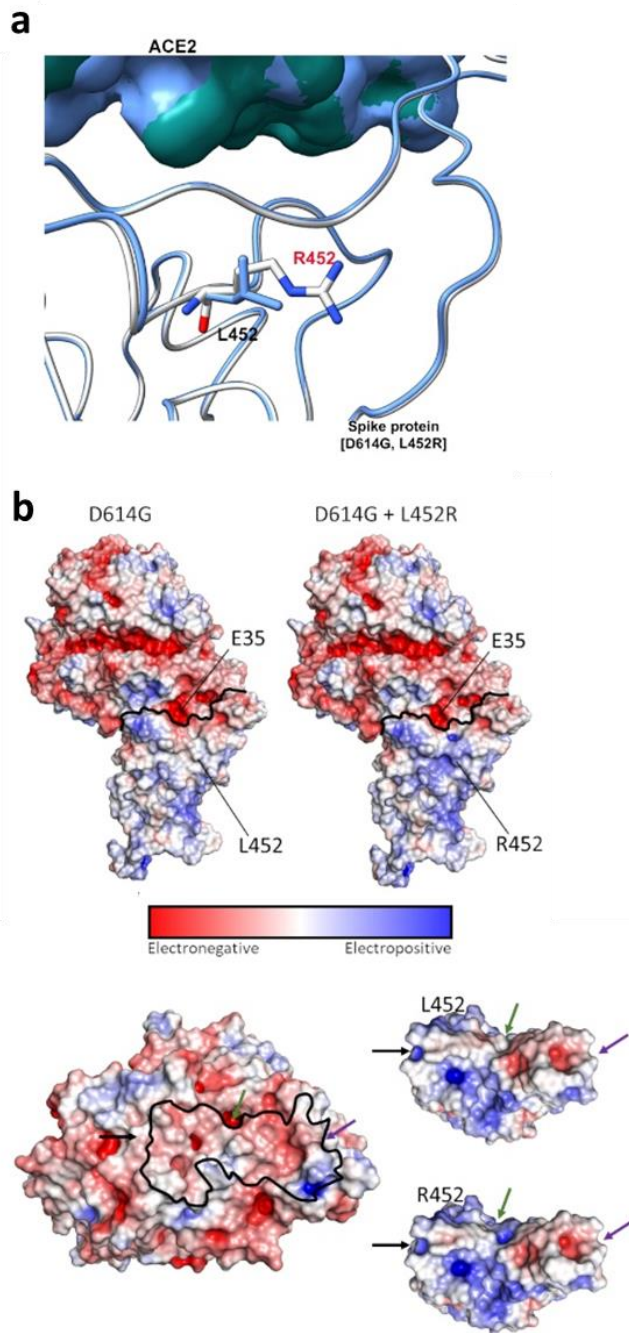 a
ACE2
R452
L452
Spike protein
[D614G, L452R]
b
D614G
D614G + L452R
E35
E35
L452
R452
Electronegative
Electropositive
L452
R452